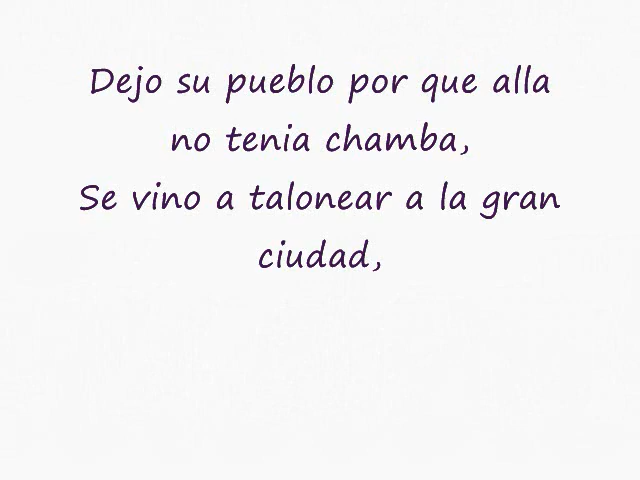 Dejo su pueblo por que alla
no tenia chamba,
Se vino a talonear a la gran
ciudad,